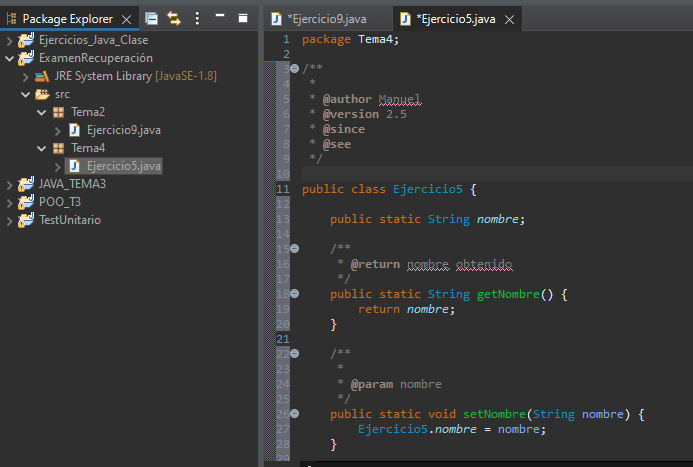 Package Explorer
Ejercicios_Java_Clase
ExamenRecuperación
JRE System Library [JavaSE-1.8]
src
Tema2
Ejercicio9.java
Tema4
Ejercicio5.java
JAVA_TEMA3
POO_T3
TestUnitario
*Ejercicio9.java
*Ejercicio5.java
1 package Tema4;
2
3 /**
4 *
5 * @author Manuel
6 * @version 2.5
7 * @since
8 * @see
9 */
10
11 public class Ejercicio5 {
12
13 public static String nombre;
14
15 /**
16 * @return nombre obtenido
17 */
18 public static String getNombre() {
19 return nombre;
20 }
21
22 /**
23 *
24 * @param nombre
25 */
26 public static void setNombre(String nombre) {
27 Ejercicio5.nombre = nombre;
28 }
29